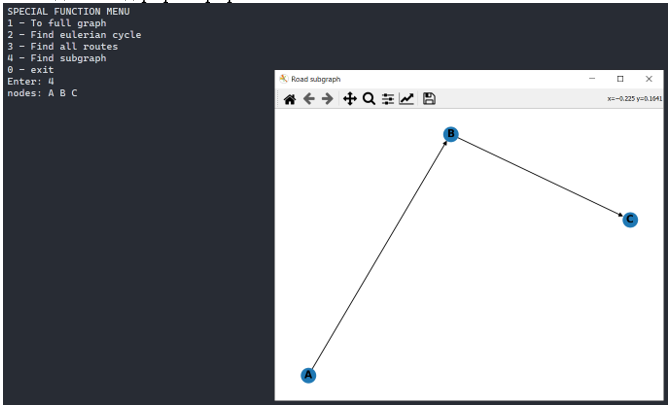 SPECIAL FUNCTION MENU
1 - To full graph
2 - Find eulerian cycle
3 - Find all routes
4 - Find subgraph
0 - exit
Enter: 4
nodes: A B C
Road subgraph
x=-0.225 y=0.1641
B
C
A